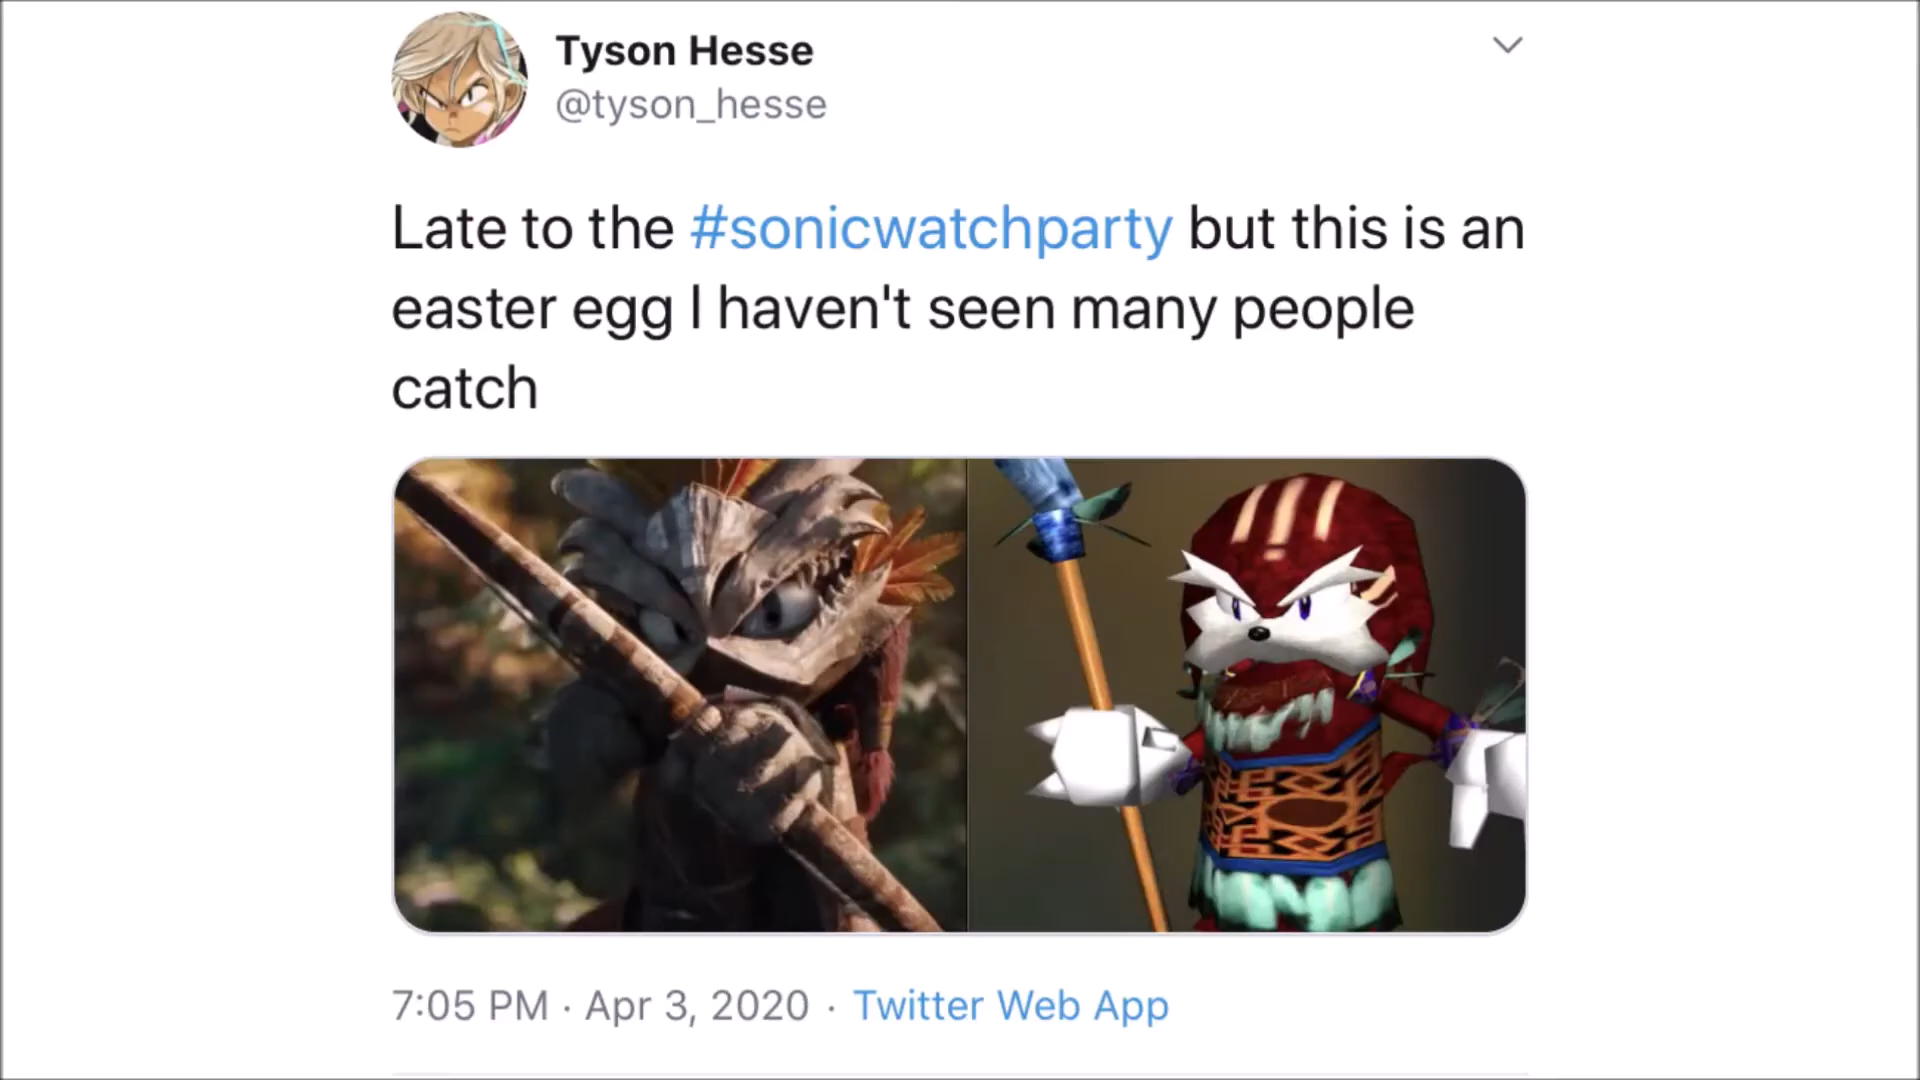 Tyson Hesse
@tyson_hesse
Late to the #sonicwatchparty but this is an
easter egg I haven't seen many people
catch
7:05 PM · Apr 3, 2020 · Twitter Web App